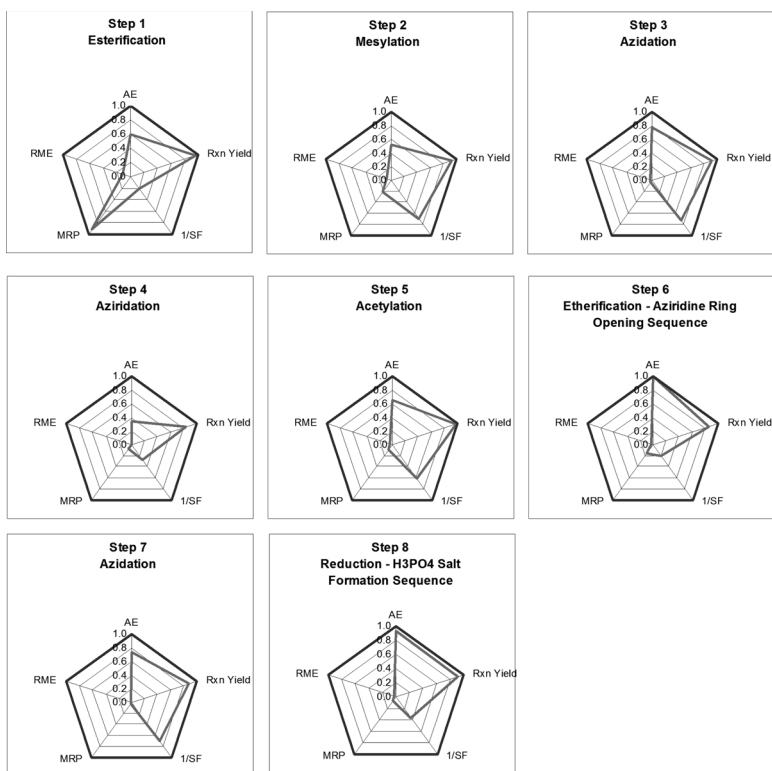 Step 1
Esterification
AE
1.0
0.8
0.6
0.4
0.2
0.0
RME
Rxn Yield
MRP
1/SF
Step 2
Mesylation
AE
1.0
0.8
0.6
0.4
0.2
0.0
RME
Rxn Yield
MRP
1/SF
Step 3
Azidation
AE
1.0
0.8
0.6
0.4
0.2
0.0
RME
Rxn Yield
MRP
1/SF
Step 4
Aziridation
AE
1.0
0.8
0.6
0.4
0.2
0.0
RME
Rxn Yield
MRP
1/SF
Step 5
Acetylation
AE
1.0
0.8
0.6
0.4
0.2
0.0
RME
Rxn Yield
MRP
1/SF
Step 6
Etherification - Aziridine Ring
Opening Sequence
AE
1.0
0.8
0.6
0.4
0.2
0.0
RME
Rxn Yield
MRP
1/SF
Step 7
Azidation
AE
1.0
0.8
0.6
0.4
0.2
0.0
RME
Rxn Yield
MRP
1/SF
Step 8
Reduction - H3PO4 Salt
Formation Sequence
AE
1.0
0.8
0.6
0.4
0.2
0.0
RME
Rxn Yield
MRP
1/SF